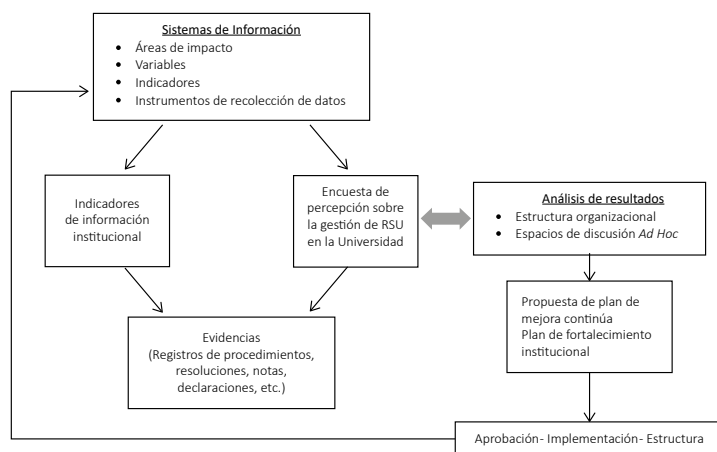 Sistemas de Información
• Áreas de impacto
• Variables
• Indicadores
• Instrumentos de recolección de datos
Indicadores
de información
institucional
Encuesta de
percepción sobre
la gestión de RSU
en la Universidad
Análisis de resultados
• Estructura organizacional
• Espacios de discusión Ad Hoc
Evidencias
(Registros de procedimientos,
resoluciones, notas,
declaraciones, etc.)
Propuesta de plan de
mejora continúa
Plan de fortalecimiento
institucional
Aprobación- Implementación- Estructura